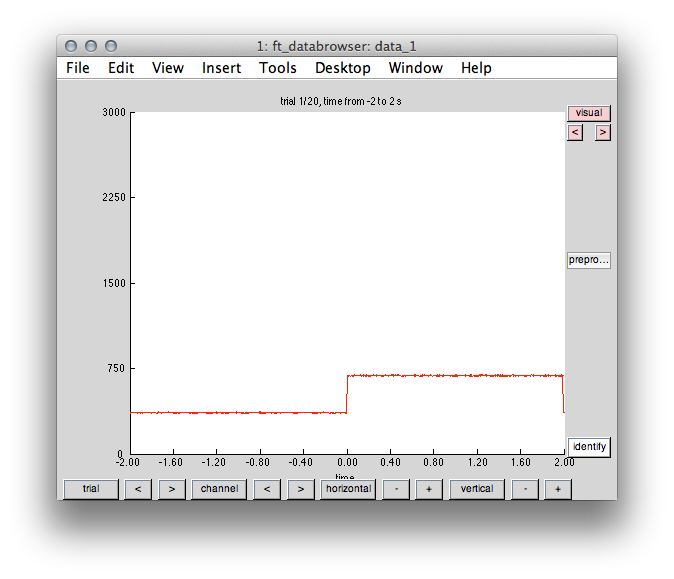 1: ft_databrowser: data_1
File Edit View Insert Tools Desktop Window Help
trial 1/20, time from -2 to 2 s
3000
visual
< >
2250
prepro...
1500
750
identify
0
-2.00 -1.60 -1.20 -0.80 -0.40 0.00 0.40 0.80 1.20 1.60 2.00
time
trial < > channel < > horizontal - + vertical - +